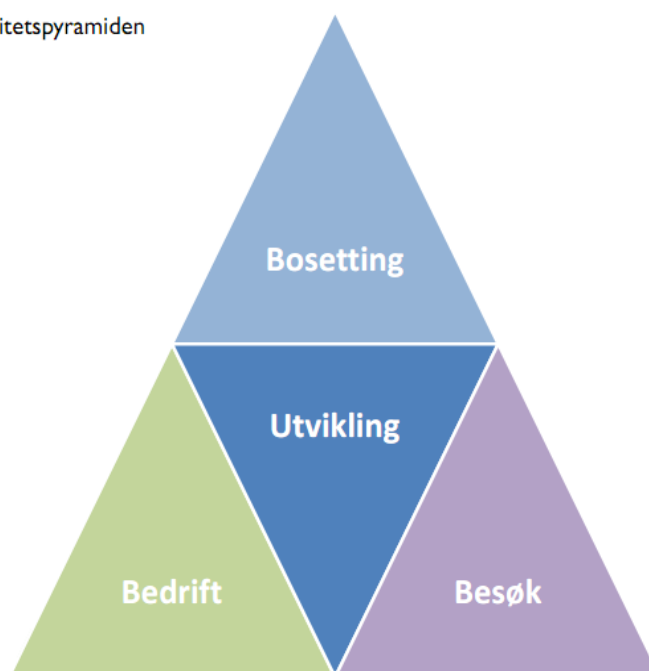 itetspyramiden
Bosetting
Utvikling
Bedrift
Besøk